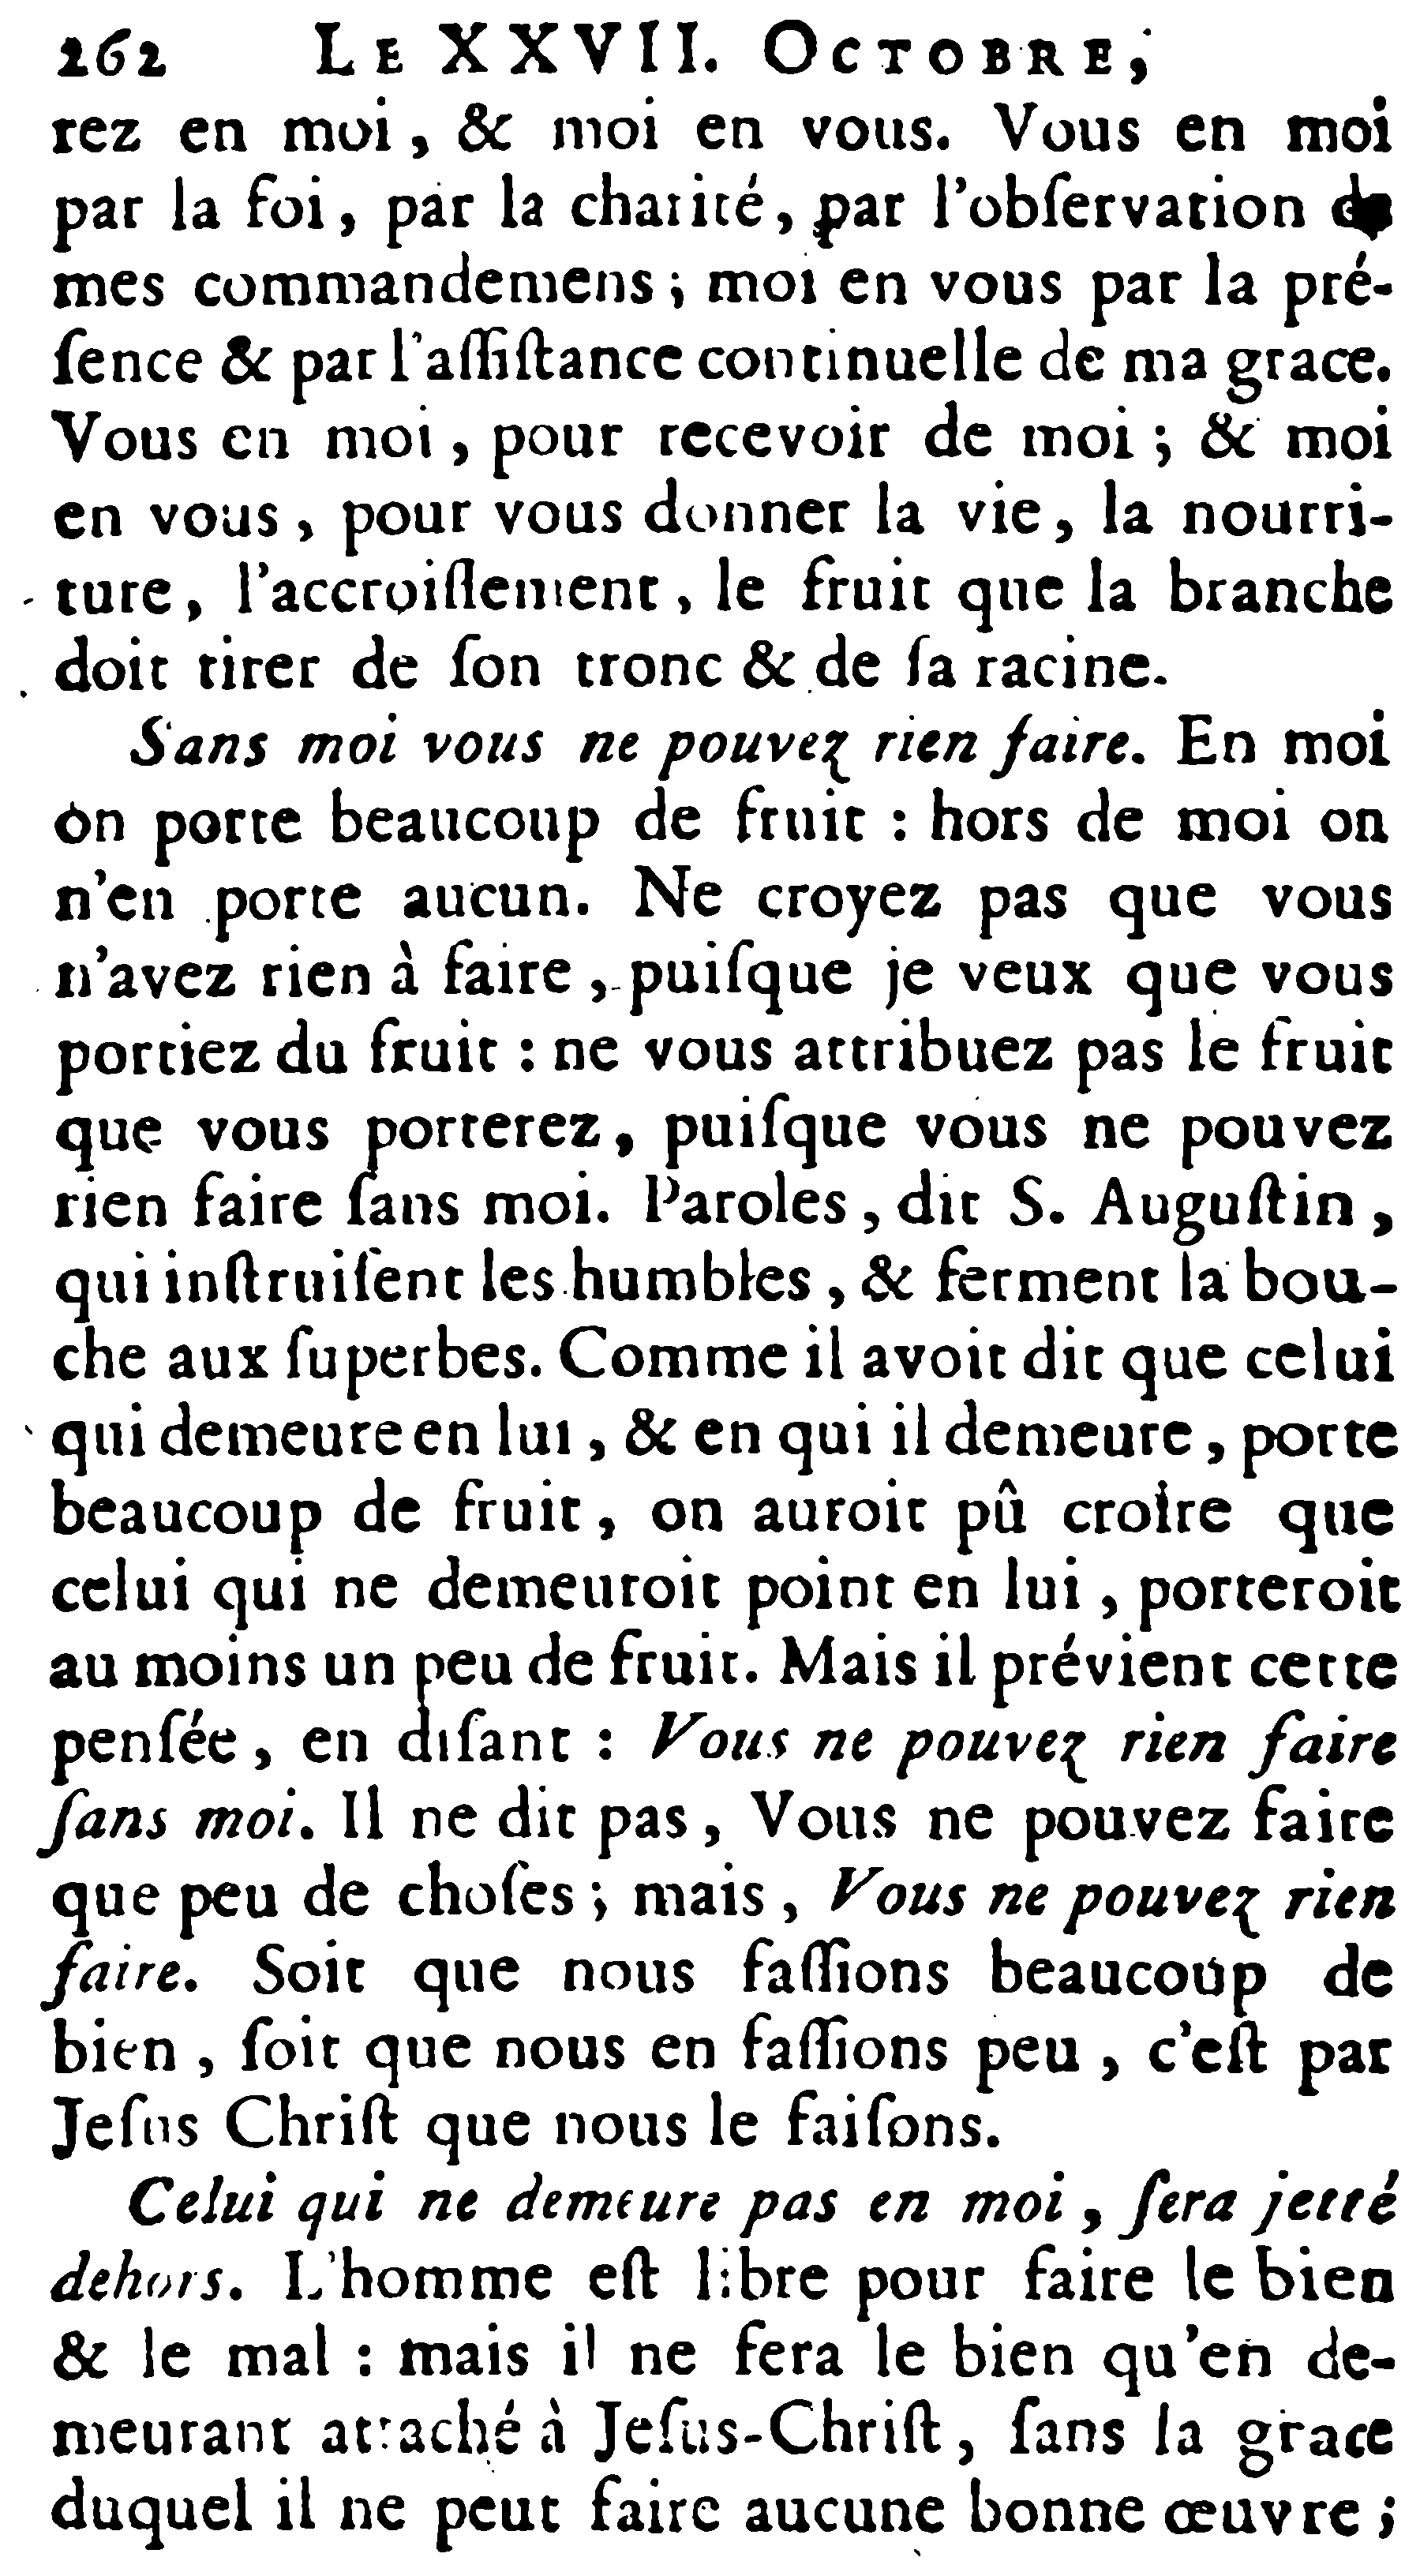 262 LE XXVII. OCTOBRE,
rez en moi, & moi en vous. Vous en moi
par la foi, par la charité, par l'obſervation de
mes commandemens; moi en vous par la pré-
ſence & par l'aſſiſtance continuelle de ma grace.
Vous en moi, pour recevoir de moi; & moi
en vous, pour vous donner la vie, la nourri-
ture, l'accroiſſement, le fruit que la branche
doit tirer de ſon tronc & de ſa racine.
Sans moi vous ne pouvez rien faire. En moi
on porte beaucoup de fruit : hors de moi on
n'en porte aucun. Ne croyez pas que vous
n'avez rien à faire, puiſque je veux que vous
portiez du fruit : ne vous attribuez pas le fruit
que vous porterez, puiſque vous ne pouvez
rien faire ſans moi. Paroles, dit S. Auguſtin,
qui inſtruiſent les humbles, & ferment la bou-
che aux ſuperbes. Comme il avoit dit que celui
qui demeure en lui, & en qui il demeure, porte
beaucoup de fruit, on auroit pû croire que
celui qui ne demeuroit point en lui, porteroit
au moins un peu de fruit. Mais il prévient cette
penſée, en diſant : Vous ne pouvez rien faire
ſans moi. Il ne dit pas, Vous ne pouvez faire
que peu de choſes; mais, Vous ne pouvez rien
faire. Soit que nous faſſions beaucoup de
bien, ſoit que nous en faſſions peu, c'eſt par
Jeſus Chriſt que nous le faiſons.
Celui qui ne demeure pas en moi, ſera jetté
dehors. L'homme eſt libre pour faire le bien
& le mal : mais il ne fera le bien qu'en de-
meurant attaché à Jeſus-Chriſt, ſans la grace
duquel il ne peut faire aucune bonne œuvre;